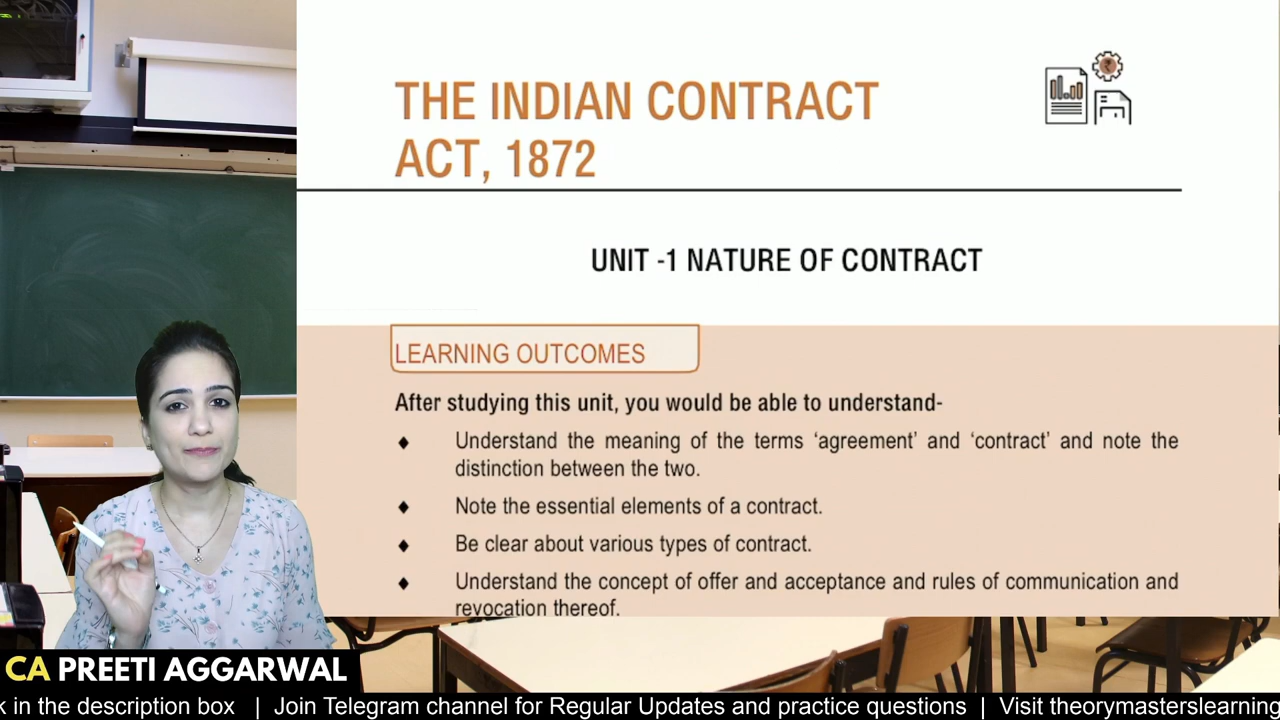 THE INDIAN CONTRACT
ACT, 1872
UNIT -1 NATURE OF CONTRACT
LEARNING OUTCOMES
After studying this unit, you would be able to understand-
♦ Understand the meaning of the terms ‘agreement’ and ‘contract’ and note the
distinction between the two.
♦ Note the essential elements of a contract.
♦ Be clear about various types of contract.
♦ Understand the concept of offer and acceptance and rules of communication and
revocation thereof.
CA PREETI AGGARWAL
k in the description box | Join Telegram channel for Regular Updates and practice questions | Visit theorymasterslearning